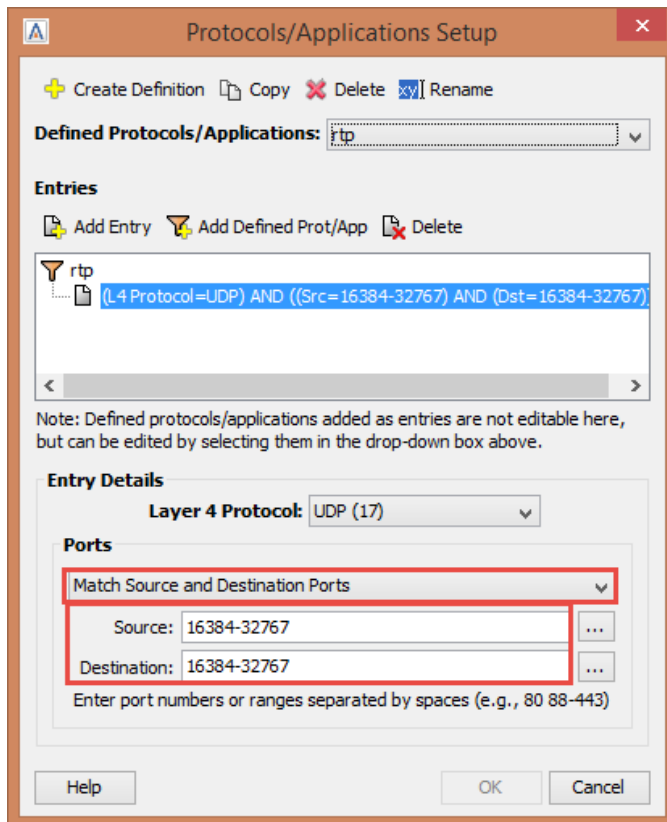 Protocols/Applications Setup
Create Definition Copy Delete Rename
Defined Protocols/Applications: rtp
Entries
Add Entry Add Defined Prot/App Delete
rtp
(L4 Protocol=UDP) AND ((Src=16384-32767) AND (Dst=16384-32767))
Note: Defined protocols/applications added as entries are not editable here,
but can be edited by selecting them in the drop-down box above.
Entry Details
Layer 4 Protocol: UDP (17)
Ports
Match Source and Destination Ports
Source: 16384-32767 ...
Destination: 16384-32767 ...
Enter port numbers or ranges separated by spaces (e.g., 80 88-443)
Help OK Cancel